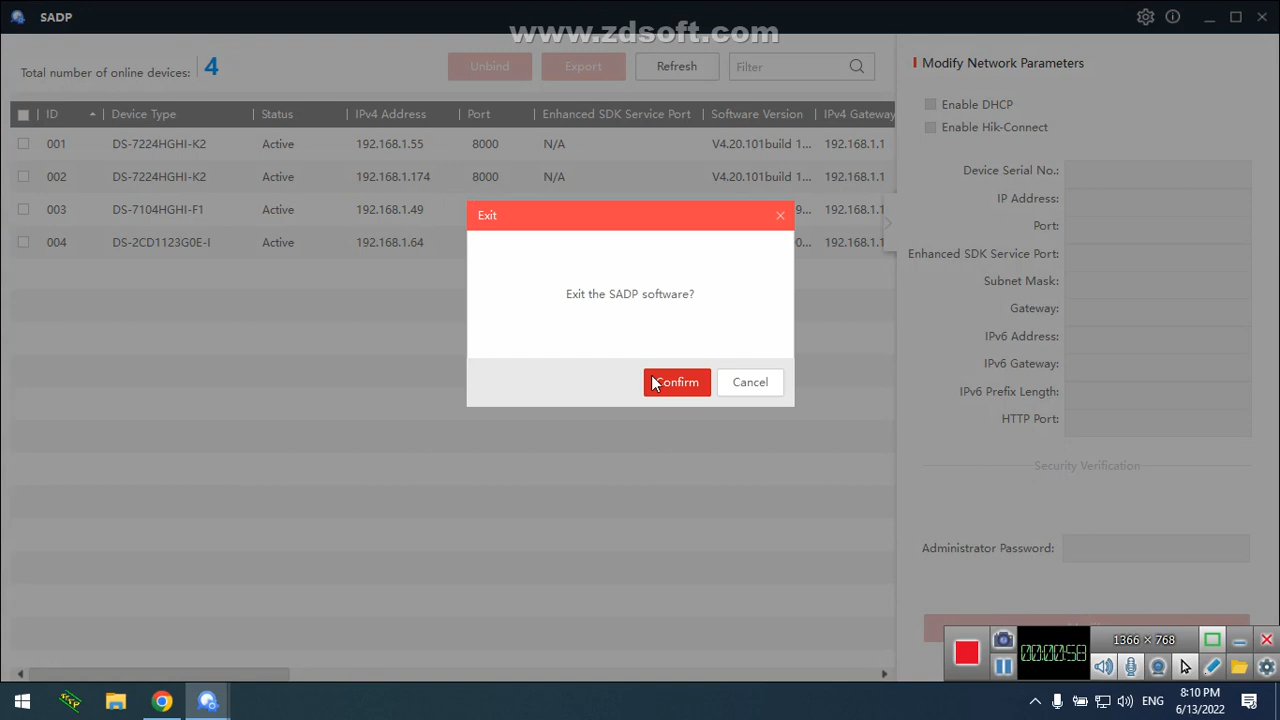 SADP
www.zdsoft.com
Total number of online devices: 4
Unbind
Export
Refresh
Filter
ID Device Type Status IPv4 Address Port Enhanced SDK Service Port Software Version IPv4 Gateway
001 DS-7224HGHI-K2 Active 192.168.1.55 8000 N/A V4.20.101build 1... 192.168.1.1
002 DS-7224HGHI-K2 Active 192.168.1.174 8000 N/A V4.20.101build 1... 192.168.1.1
003 DS-7104HGHI-F1 Active 192.168.1.49 9... 192.168.1.1
004 DS-2CD1123G0E-I Active 192.168.1.64 0... 192.168.1.1
Exit
Exit the SADP software?
Confirm
Cancel
Modify Network Parameters
Enable DHCP
Enable Hik-Connect
Device Serial No.:
IP Address:
Port:
Enhanced SDK Service Port:
Subnet Mask:
Gateway:
IPv6 Address:
IPv6 Gateway:
IPv6 Prefix Length:
HTTP Port:
Security Verification
Administrator Password:
1366 × 768
00:00:58
ENG
8:10 PM
6/13/2022